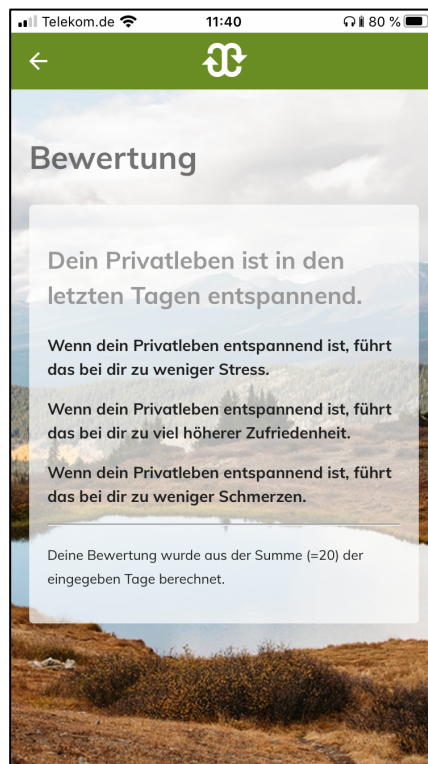 Telekom.de 11:40 80 %
Bewertung
Dein Privatleben ist in den
letzten Tagen entspannend.
Wenn dein Privatleben entspannend ist, führt
das bei dir zu weniger Stress.
Wenn dein Privatleben entspannend ist, führt
das bei dir zu viel höherer Zufriedenheit.
Wenn dein Privatleben entspannend ist, führt
das bei dir zu weniger Schmerzen.
Deine Bewertung wurde aus der Summe (=20) der
eingegeben Tage berechnet.